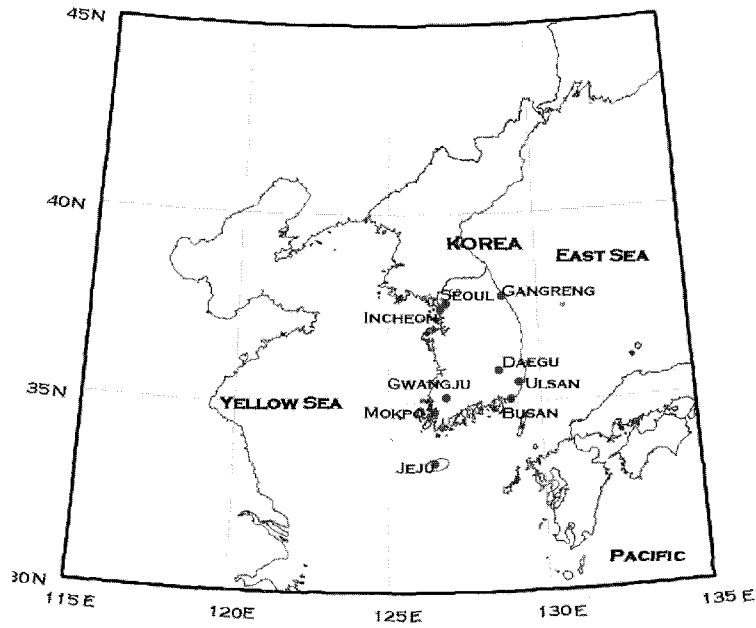 45N
40N
KOREA
EAST SEA
SEOUL
GANGRENG
INCHEON
DAEGU
GWANGJU
ULSAN
35N
YELLOW SEA
MOKPO
BUSAN
JEJU
PACIFIC
30N
115E
120E
125E
130E
135E